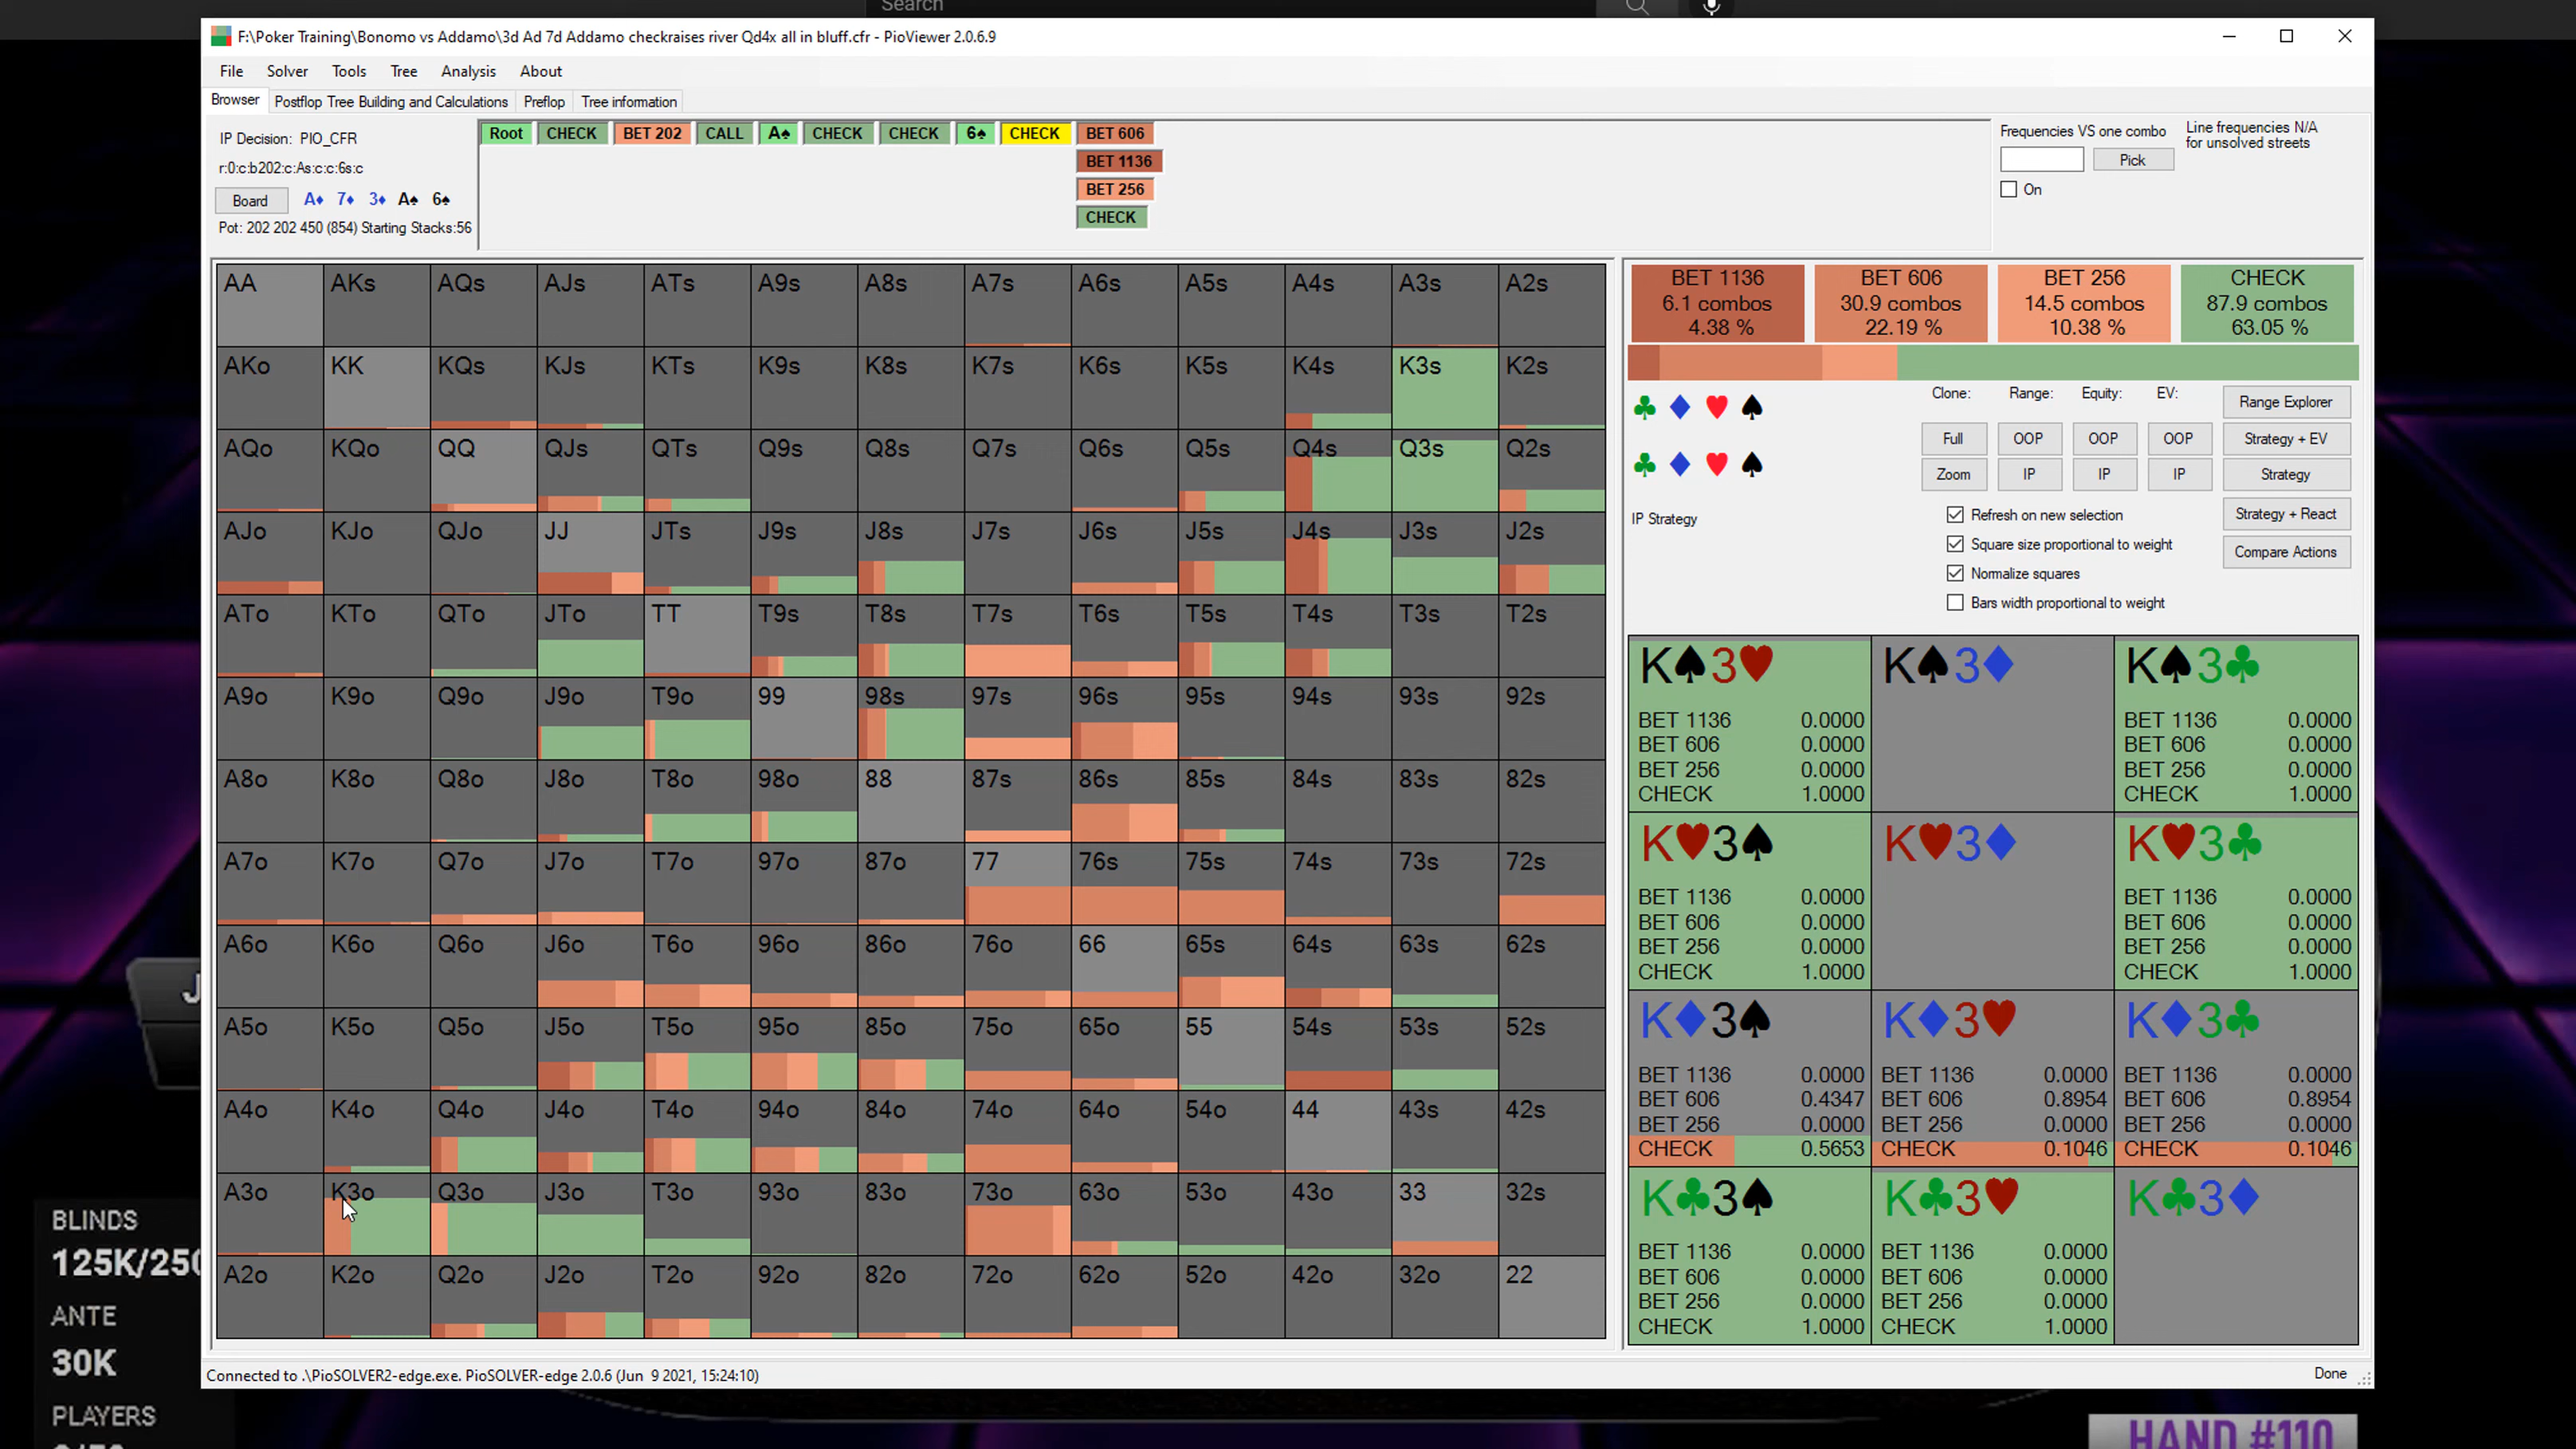 Search
F:\Poker Training\Bonomo vs Addamo\3d Ad 7d Addamo checkraises river Qd4x all in bluff.cfr - PioViewer 2.0.6.9
File Solver Tools Tree Analysis About
Browser Postflop Tree Building and Calculations Preflop Tree information
IP Decision: PIO_CFR
r:0:c:b202:c:As:c:c:6s:c
Board A♦ 7♦ 3♦ A♠ 6♠
Pot: 202 202 450 (854) Starting Stacks:56
Root CHECK BET 202 CALL A♠ CHECK CHECK 6♠ CHECK BET 606
BET 1136
BET 256
CHECK
Frequencies VS one combo
Pick
On
Line frequencies N/A
for unsolved streets
AA AKs AQs AJs ATs A9s A8s A7s A6s A5s A4s A3s A2s
AKo KK KQs KJs KTs K9s K8s K7s K6s K5s K4s K3s K2s
AQo KQo QQ QJs QTs Q9s Q8s Q7s Q6s Q5s Q4s Q3s Q2s
AJo KJo QJo JJ JTs J9s J8s J7s J6s J5s J4s J3s J2s
ATo KTo QTo JTo TT T9s T8s T7s T6s T5s T4s T3s T2s
A9o K9o Q9o J9o T9o 99 98s 97s 96s 95s 94s 93s 92s
A8o K8o Q8o J8o T8o 98o 88 87s 86s 85s 84s 83s 82s
A7o K7o Q7o J7o T7o 97o 87o 77 76s 75s 74s 73s 72s
A6o K6o Q6o J6o T6o 96o 86o 76o 66 65s 64s 63s 62s
A5o K5o Q5o J5o T5o 95o 85o 75o 65o 55 54s 53s 52s
A4o K4o Q4o J4o T4o 94o 84o 74o 64o 54o 44 43s 42s
A3o K3o Q3o J3o T3o 93o 83o 73o 63o 53o 43o 33 32s
A2o K2o Q2o J2o T2o 92o 82o 72o 62o 52o 42o 32o 22
BET 1136 BET 606 BET 256 CHECK
6.1 combos 30.9 combos 14.5 combos 87.9 combos
4.38 % 22.19 % 10.38 % 63.05 %
♣ ♦ ♥ ♠
♣ ♦ ♥ ♠
IP Strategy
Clone: Range: Equity: EV:
Full OOP OOP OOP
Zoom IP IP IP
Range Explorer
Strategy + EV
Strategy
Strategy + React
Compare Actions
Refresh on new selection
Square size proportional to weight
Normalize squares
Bars width proportional to weight
K♠3♥ K♠3♦ K♠3♣
BET 1136 0.0000 BET 1136 0.0000
BET 606 0.0000 BET 606 0.0000
BET 256 0.0000 BET 256 0.0000
CHECK 1.0000 CHECK 1.0000
K♥3♠ K♥3♦ K♥3♣
BET 1136 0.0000 BET 1136 0.0000
BET 606 0.0000 BET 606 0.0000
BET 256 0.0000 BET 256 0.0000
CHECK 1.0000 CHECK 1.0000
K♦3♠ K♦3♥ K♦3♣
BET 1136 0.0000 BET 1136 0.0000 BET 1136 0.0000
BET 606 0.4347 BET 606 0.8954 BET 606 0.8954
BET 256 0.0000 BET 256 0.0000 BET 256 0.0000
CHECK 0.5653 CHECK 0.1046 CHECK 0.1046
K♣3♠ K♣3♥ K♣3♦
BET 1136 0.0000 BET 1136 0.0000
BET 606 0.0000 BET 606 0.0000
BET 256 0.0000 BET 256 0.0000
CHECK 1.0000 CHECK 1.0000
Connected to .\PioSOLVER2-edge.exe. PioSOLVER-edge 2.0.6 (Jun 9 2021, 15:24:10)
Done
BLINDS
125K/250
ANTE
30K
PLAYERS
HAND #110